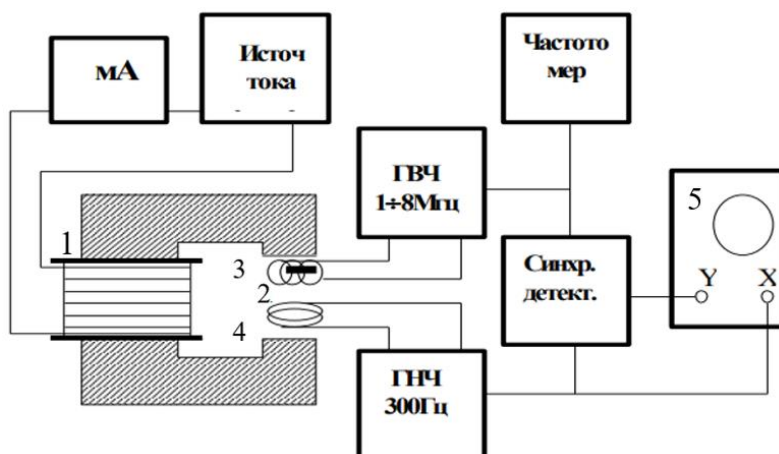 мА
Источ
тока
Частото
мер
ГВЧ
1÷8Мгц
1
3
2
4
5
Синхр.
детект.
Y
X
ГНЧ
300Гц